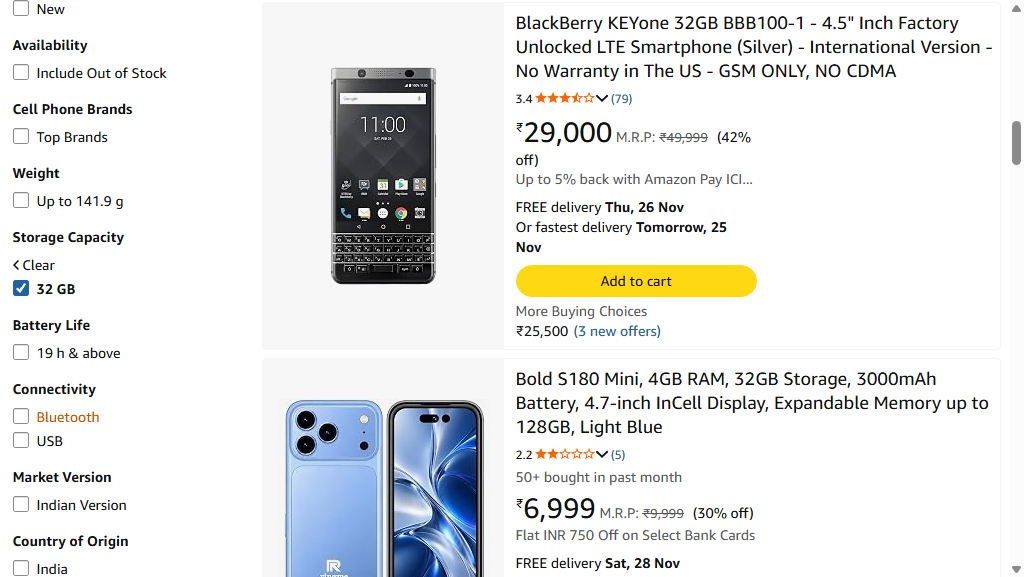 New
Availability
Include Out of Stock
Cell Phone Brands
Top Brands
Weight
Up to 141.9 g
Storage Capacity
Clear
32 GB
Battery Life
19 h & above
Connectivity
Bluetooth
USB
Market Version
Indian Version
Country of Origin
India
11:00
BlackBerry KEYone 32GB BBB100-1 - 4.5" Inch Factory
Unlocked LTE Smartphone (Silver) - International Version -
No Warranty in The US - GSM ONLY, NO CDMA
3.4 (79)
₹29,000 M.R.P: ₹49,999 (42%
off)
Up to 5% back with Amazon Pay ICI...
FREE delivery Thu, 26 Nov
Or fastest delivery Tomorrow, 25
Nov
Add to cart
More Buying Choices
₹25,500 (3 new offers)
Bold S180 Mini, 4GB RAM, 32GB Storage, 3000mAh
Battery, 4.7-inch InCell Display, Expandable Memory up to
128GB, Light Blue
2.2 (5)
50+ bought in past month
₹6,999 M.R.P: ₹9,999 (30% off)
Flat INR 750 Off on Select Bank Cards
FREE delivery Sat, 28 Nov